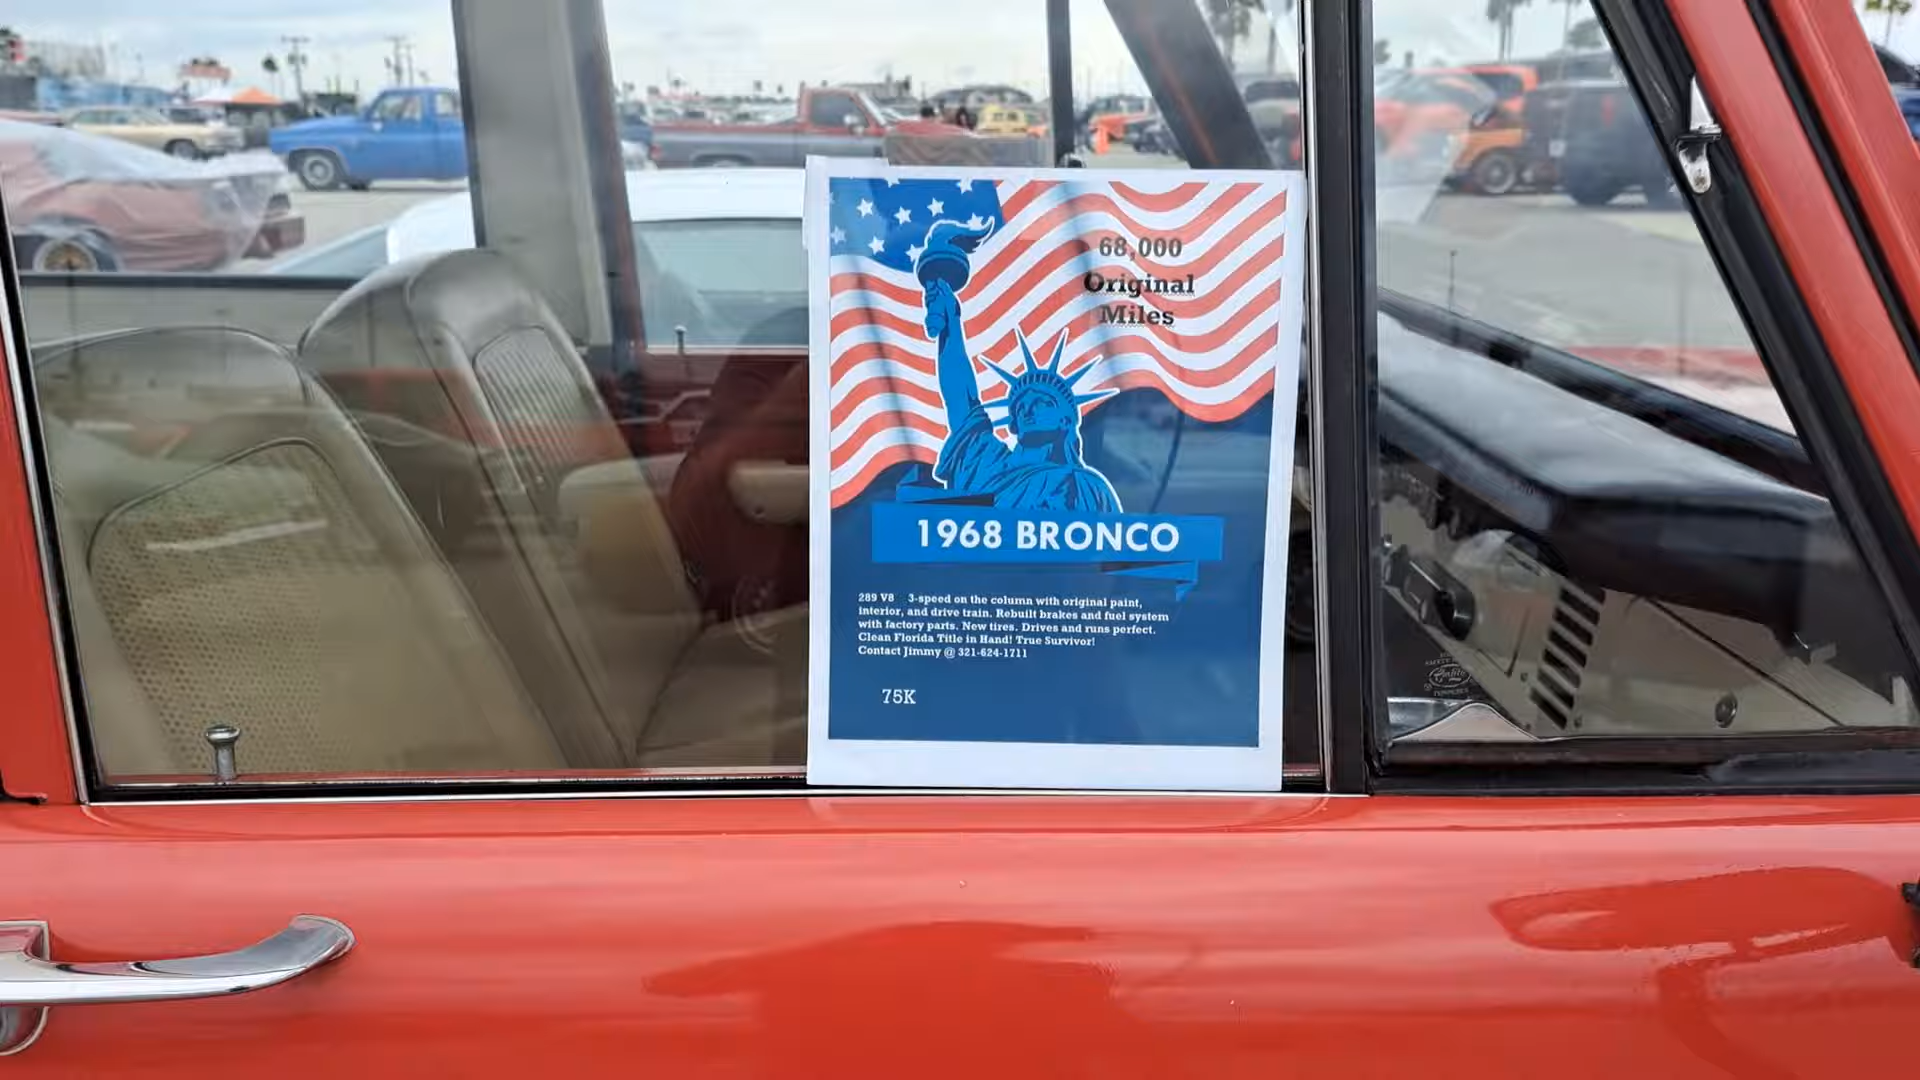 68,000
Original
Miles
1968 BRONCO
289 V8 3-speed on the column with original paint,
interior, and drive train. Rebuilt brakes and fuel system
with factory parts. New tires. Drives and runs perfect.
Clean Florida Title in Hand! True Survivor!
Contact Jimmy @ 321-624-1711
75K